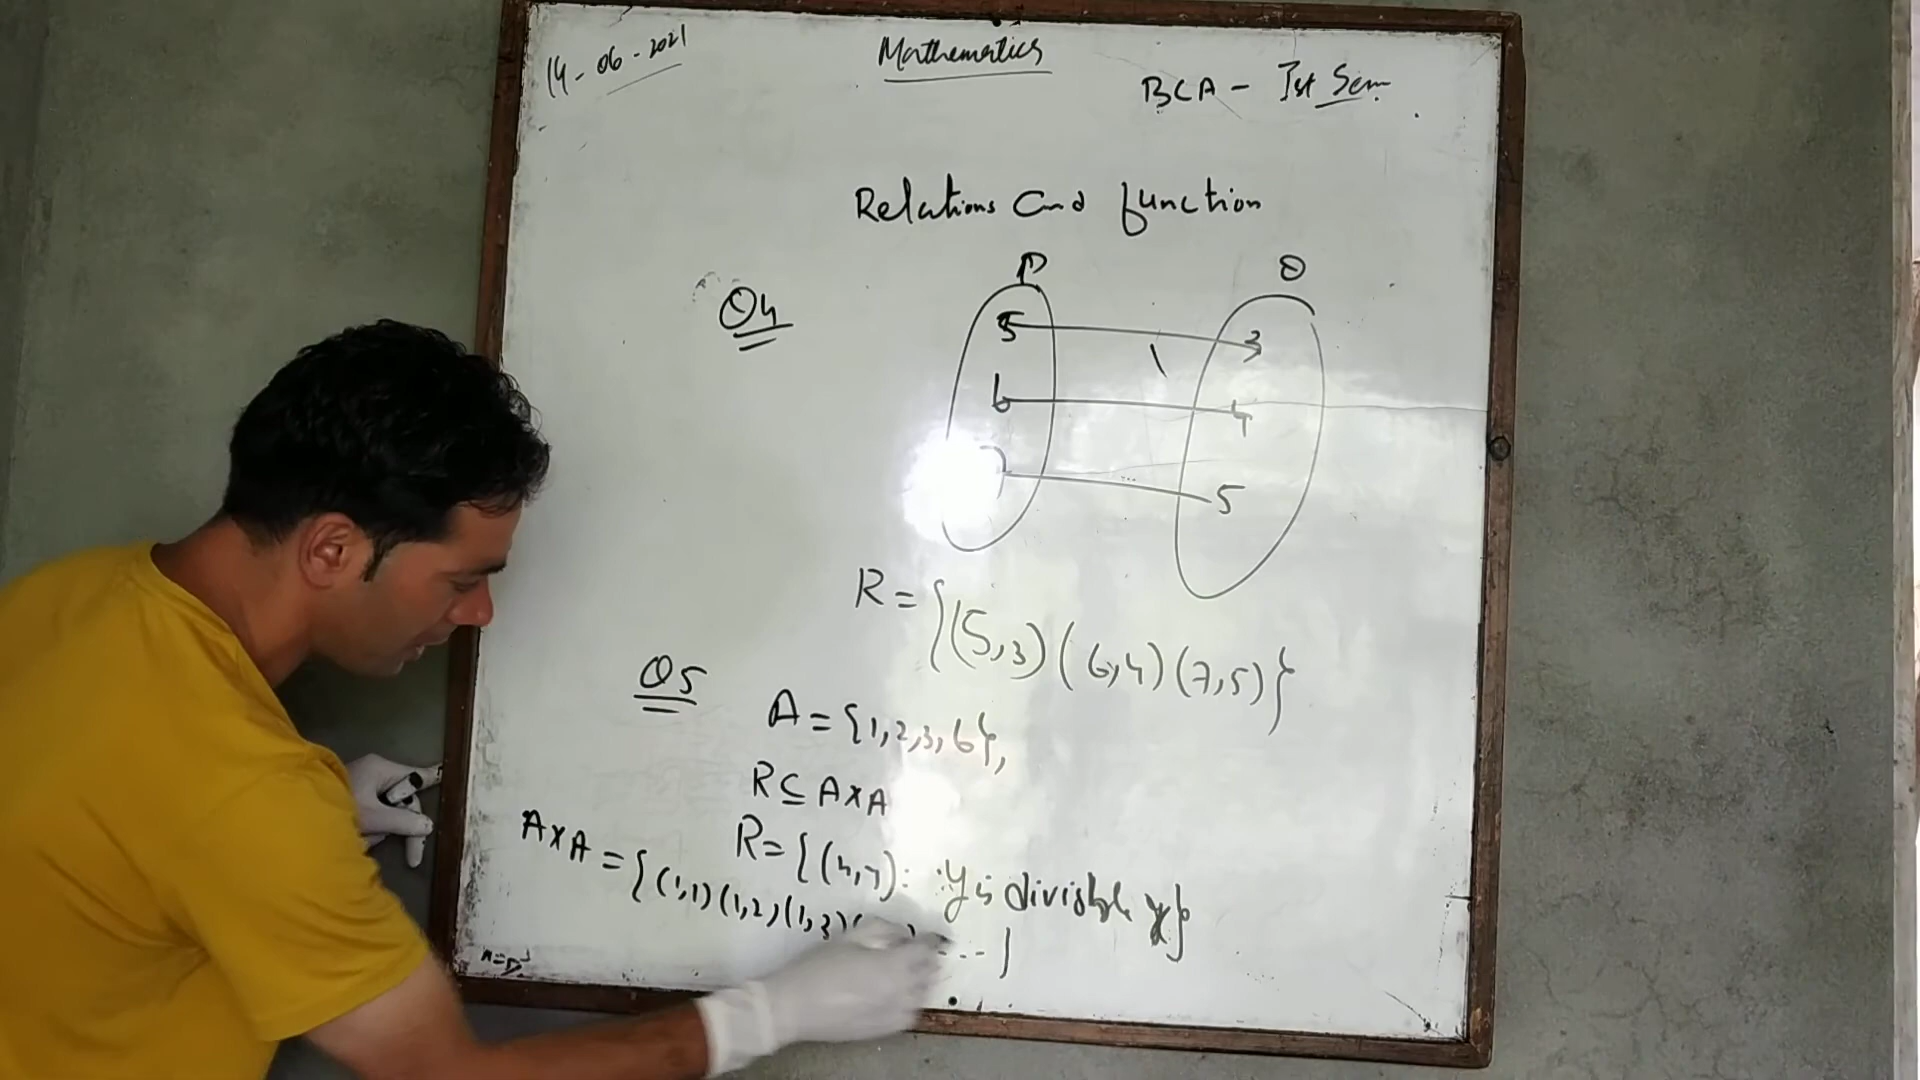 14-06-2021
Mathematics
BCA - Ist Sem
Relations and function
Q4
P Q
5 3
6 4
7 5
R = {(5,3) (6,4) (7,5)}
Q5
A = {1,2,3,6},
R ⊆ A×A
R = {(x,y): y is divisible x}
A×A = {(1,1) (1,2) (1,3) ... }